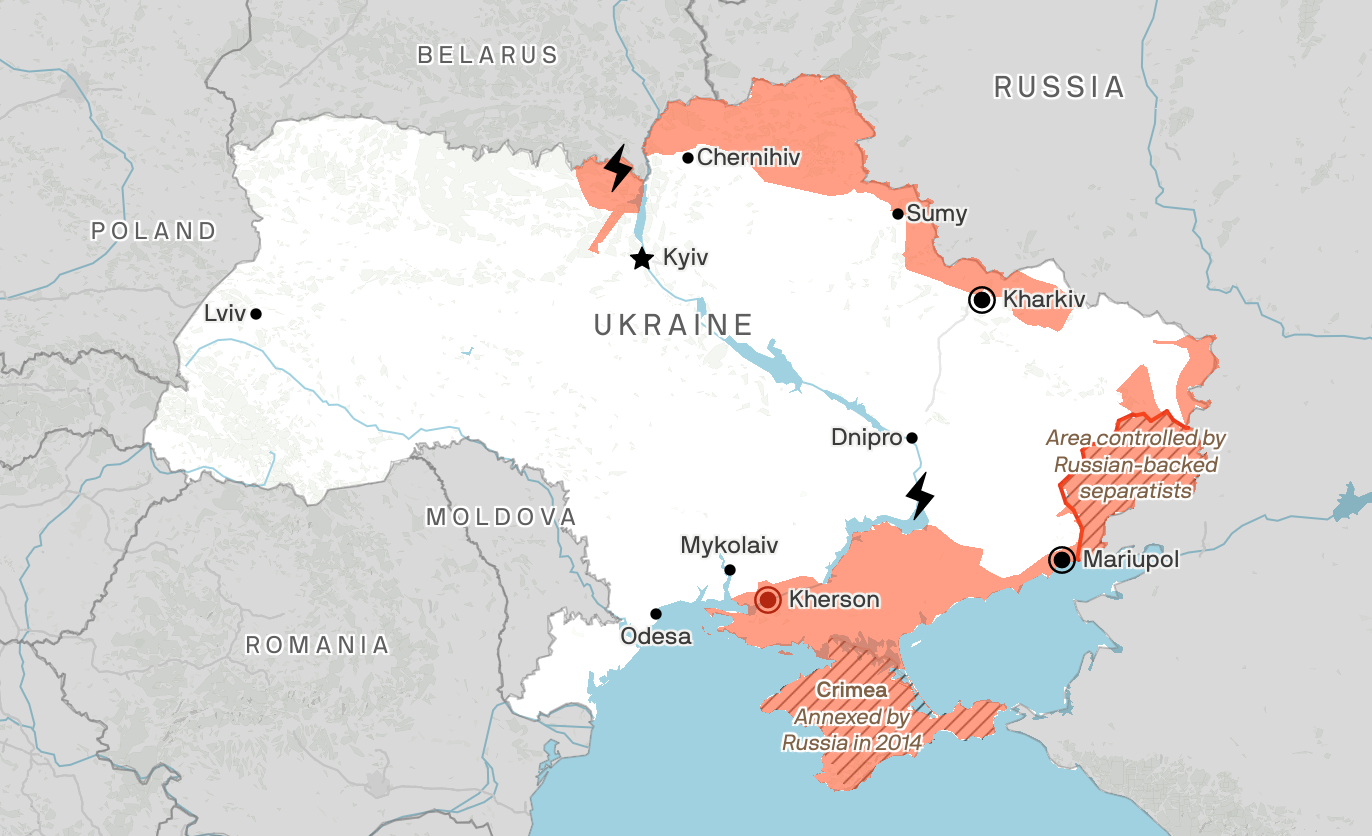 BELARUS
RUSSIA
Chernihiv
POLAND
Sumy
Kyiv
Kharkiv
Lviv
UKRAINE
Dnipro
Area controlled by
Russian-backed
separatists
MOLDOVA
Mykolaiv
Mariupol
Kherson
Odesa
ROMANIA
Crimea
Annexed by
Russia in 2014